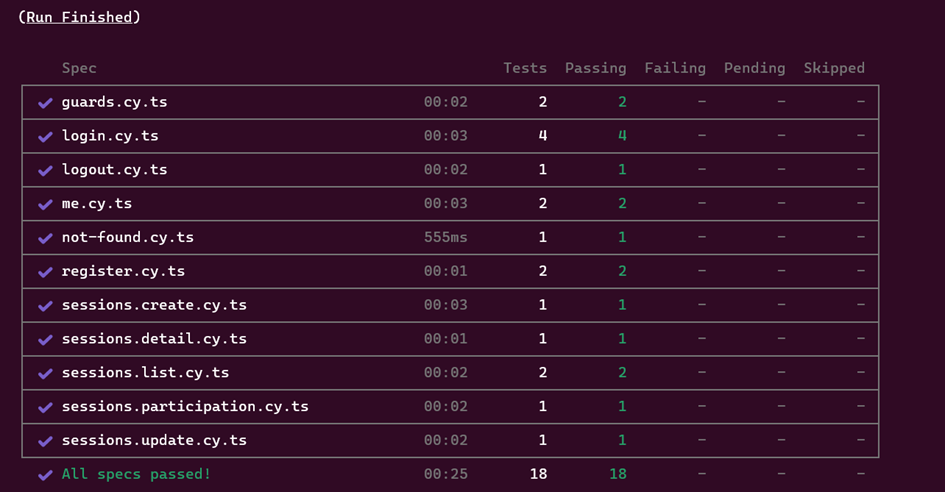 (Run Finished)
Spec Tests Passing Failing Pending Skipped
✔ guards.cy.ts 00:02 2 2 - - -
✔ login.cy.ts 00:03 4 4 - - -
✔ logout.cy.ts 00:02 1 1 - - -
✔ me.cy.ts 00:03 2 2 - - -
✔ not-found.cy.ts 555ms 1 1 - - -
✔ register.cy.ts 00:01 2 2 - - -
✔ sessions.create.cy.ts 00:03 1 1 - - -
✔ sessions.detail.cy.ts 00:01 1 1 - - -
✔ sessions.list.cy.ts 00:02 2 2 - - -
✔ sessions.participation.cy.ts 00:02 1 1 - - -
✔ sessions.update.cy.ts 00:02 1 1 - - -
✔ All specs passed! 00:25 18 18 - - -